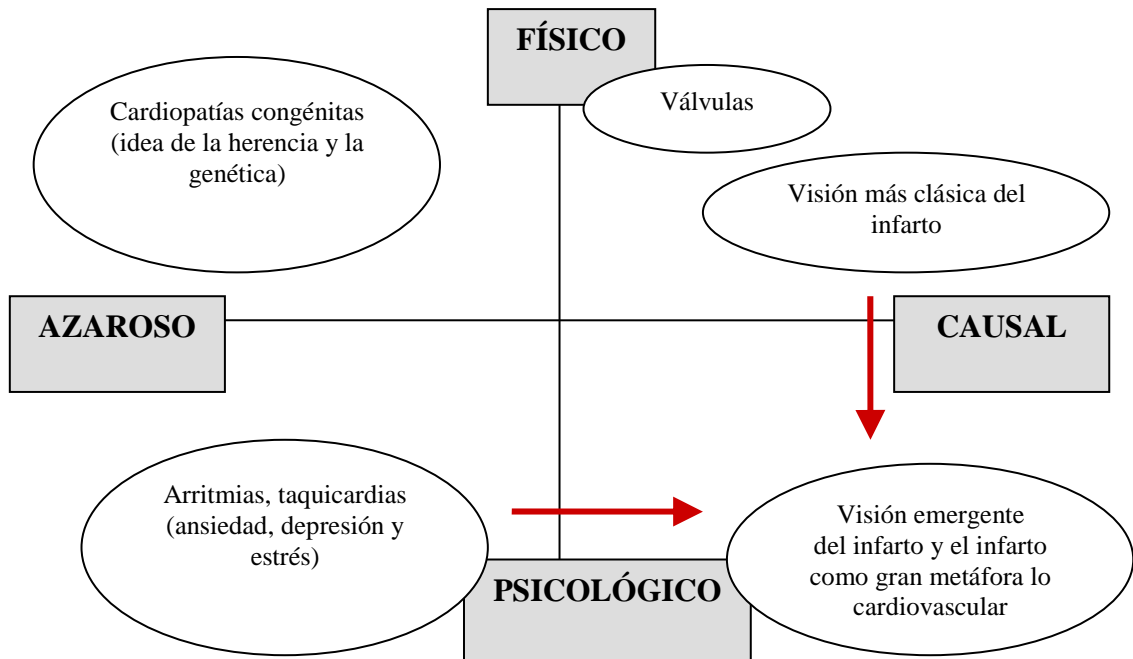 FÍSICO
Válvulas
Cardiopatías congénitas
(idea de la herencia y la
genética)
Visión más clásica del
infarto
AZAROSO
CAUSAL
Arritmias, taquicardias
(ansiedad, depresión y
estrés)
Visión emergente
del infarto y el infarto
como gran metáfora lo
cardiovascular
PSICOLÓGICO